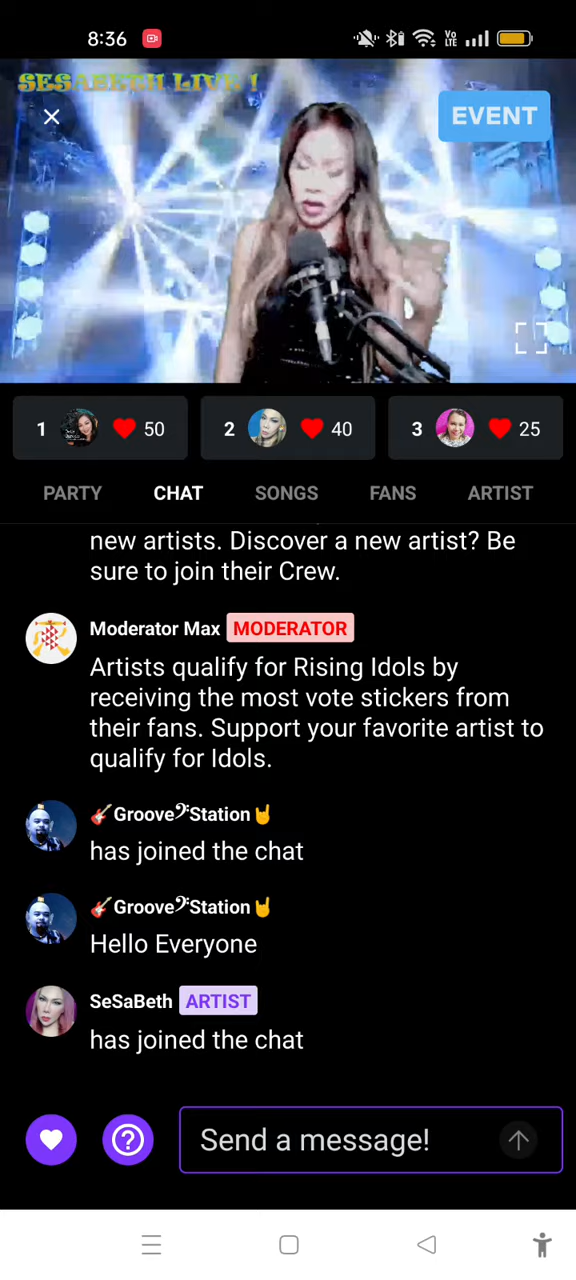 8:36
Vo LTE
SESABETH LIVE !
EVENT
1 50 2 40 3 25
PARTY CHAT SONGS FANS ARTIST
new artists. Discover a new artist? Be
sure to join their Crew.
Moderator Max MODERATOR
Artists qualify for Rising Idols by
receiving the most vote stickers from
their fans. Support your favorite artist to
qualify for Idols.
🎸Groove𝄢Station🤘
has joined the chat
🎸Groove𝄢Station🤘
Hello Everyone
SeSaBeth ARTIST
has joined the chat
Send a message!